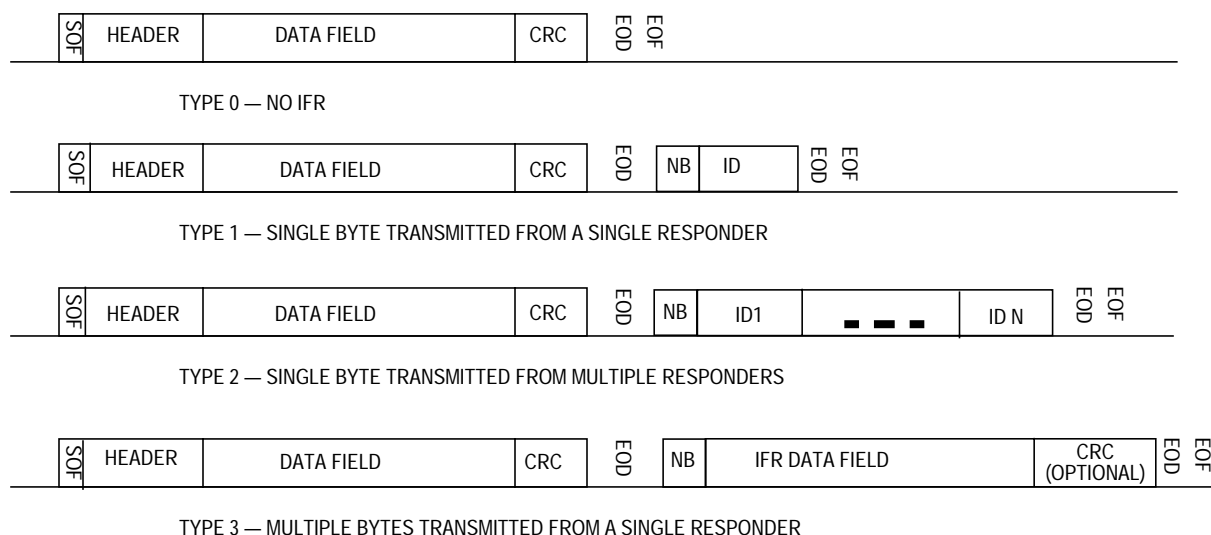 SOF HEADER DATA FIELD CRC EOD EOF
TYPE 0 — NO IFR
SOF HEADER DATA FIELD CRC EOD NB ID EOD EOF
TYPE 1 — SINGLE BYTE TRANSMITTED FROM A SINGLE RESPONDER
SOF HEADER DATA FIELD CRC EOD NB ID1 ID N EOD EOF
TYPE 2 — SINGLE BYTE TRANSMITTED FROM MULTIPLE RESPONDERS
SOF HEADER DATA FIELD CRC EOD NB IFR DATA FIELD CRC (OPTIONAL) EOD EOF
TYPE 3 — MULTIPLE BYTES TRANSMITTED FROM A SINGLE RESPONDER